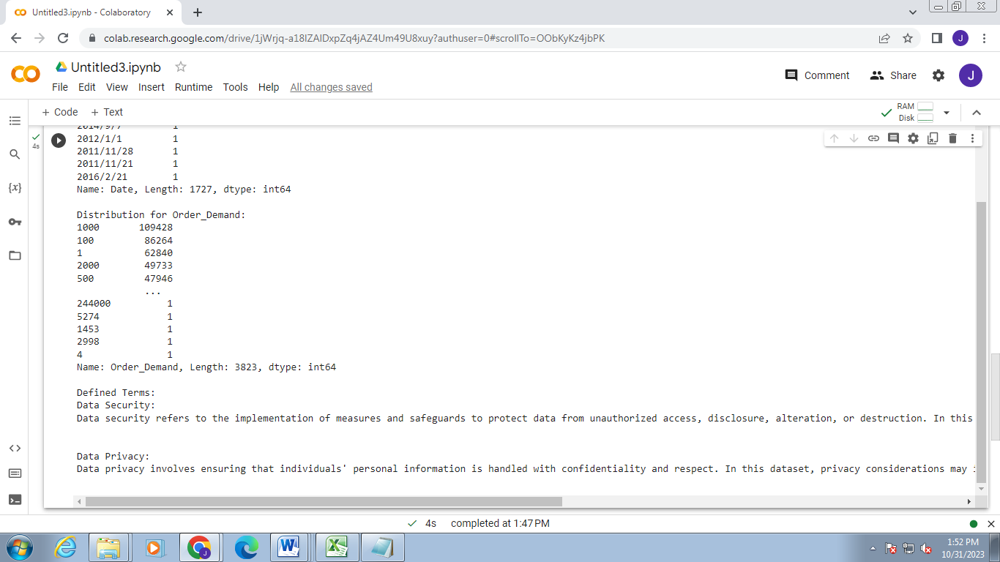 Untitled3.ipynb - Colaboratory
colab.research.google.com/drive/1jWrjq-a18IZAIDxpZq4jAZ4Um49U8xuy?authuser=0#scrollTo=OObKyKz4jbPK
J
Untitled3.ipynb
Comment
Share
J
File Edit View Insert Runtime Tools Help All changes saved
+ Code + Text
RAM
Disk
4s
2014/9/7 1
2012/1/1 1
2011/11/28 1
2011/11/21 1
2016/2/21 1
Name: Date, Length: 1727, dtype: int64
Distribution for Order_Demand:
1000 109428
100 86264
1 62840
2000 49733
500 47946
...
244000 1
5274 1
1453 1
2998 1
4 1
Name: Order_Demand, Length: 3823, dtype: int64
Defined Terms:
Data Security:
Data security refers to the implementation of measures and safeguards to protect data from unauthorized access, disclosure, alteration, or destruction. In this
Data Privacy:
Data privacy involves ensuring that individuals' personal information is handled with confidentiality and respect. In this dataset, privacy considerations may
4s completed at 1:47 PM
1:52 PM
10/31/2023